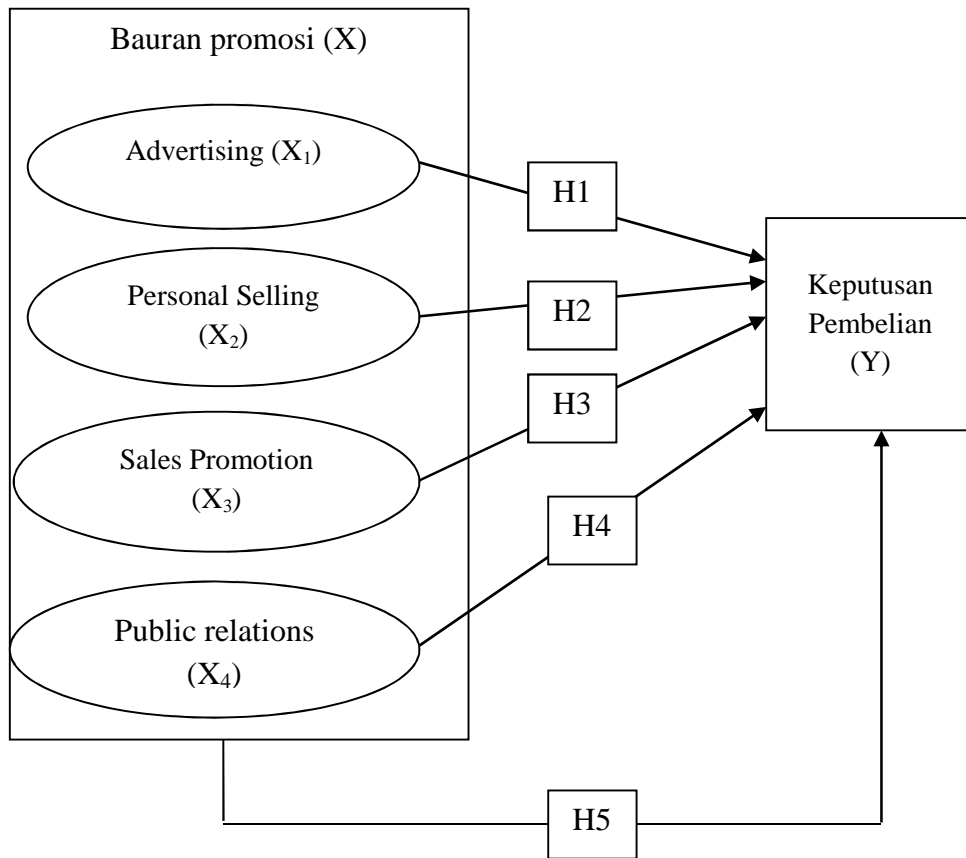 Bauran promosi (X)
Advertising (X₁)
H1
Personal Selling
(X₂)
H2
Keputusan
Pembelian
(Y)
H3
Sales Promotion
(X₃)
H4
Public relations
(X₄)
H5